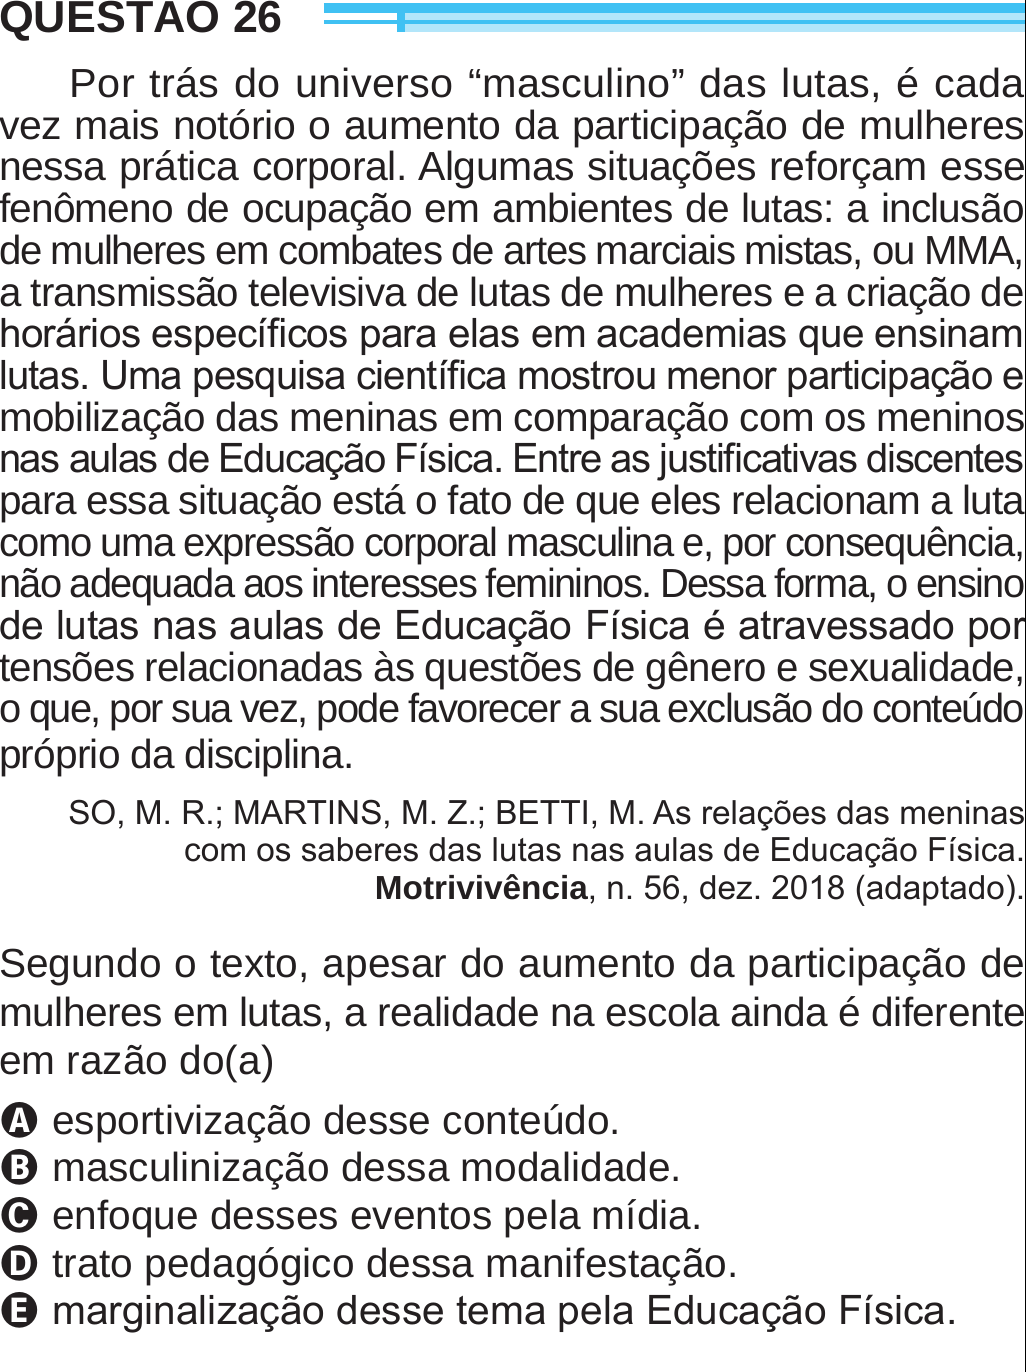 QUESTÃO 26
Por trás do universo “masculino” das lutas, é cada
vez mais notório o aumento da participação de mulheres
nessa prática corporal. Algumas situações reforçam esse
fenômeno de ocupação em ambientes de lutas: a inclusão
de mulheres em combates de artes marciais mistas, ou MMA,
a transmissão televisiva de lutas de mulheres e a criação de
horários específicos para elas em academias que ensinam
lutas. Uma pesquisa científica mostrou menor participação e
mobilização das meninas em comparação com os meninos
nas aulas de Educação Física. Entre as justificativas discentes
para essa situação está o fato de que eles relacionam a luta
como uma expressão corporal masculina e, por consequência,
não adequada aos interesses femininos. Dessa forma, o ensino
de lutas nas aulas de Educação Física é atravessado por
tensões relacionadas às questões de gênero e sexualidade,
o que, por sua vez, pode favorecer a sua exclusão do conteúdo
próprio da disciplina.
SO, M. R.; MARTINS, M. Z.; BETTI, M. As relações das meninas
com os saberes das lutas nas aulas de Educação Física.
Motrivivência, n. 56, dez. 2018 (adaptado).
Segundo o texto, apesar do aumento da participação de
mulheres em lutas, a realidade na escola ainda é diferente
em razão do(a)
A esportivização desse conteúdo.
B masculinização dessa modalidade.
C enfoque desses eventos pela mídia.
D trato pedagógico dessa manifestação.
E marginalização desse tema pela Educação Física.